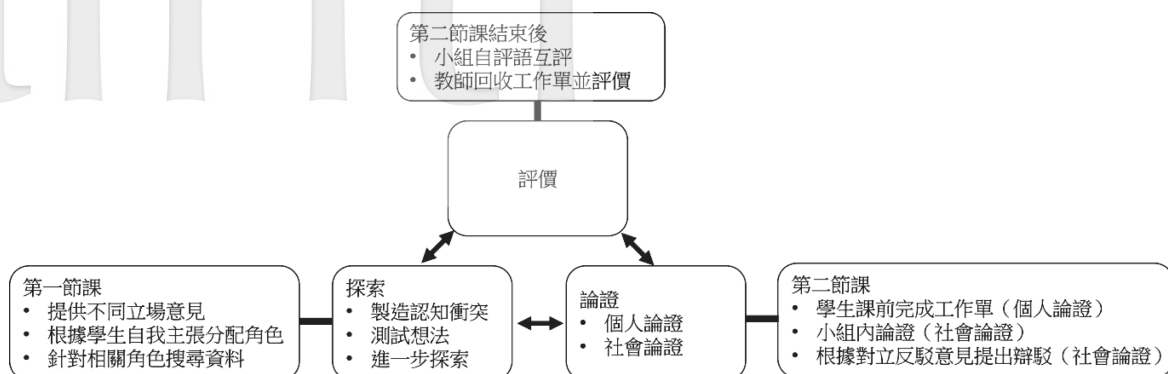 第二節課結束後
• 小組自評語互評
• 教師回收工作單並評價
評價
第一節課
• 提供不同立場意見
• 根據學生自我主張分配角色
• 針對相關角色搜尋資料
探索
• 製造認知衝突
• 測試想法
• 進一步探索
論證
• 個人論證
• 社會論證
第二節課
• 學生課前完成工作單（個人論證）
• 小組內論證（社會論證）
• 根據對立反駁意見提出辯駁（社會論證）